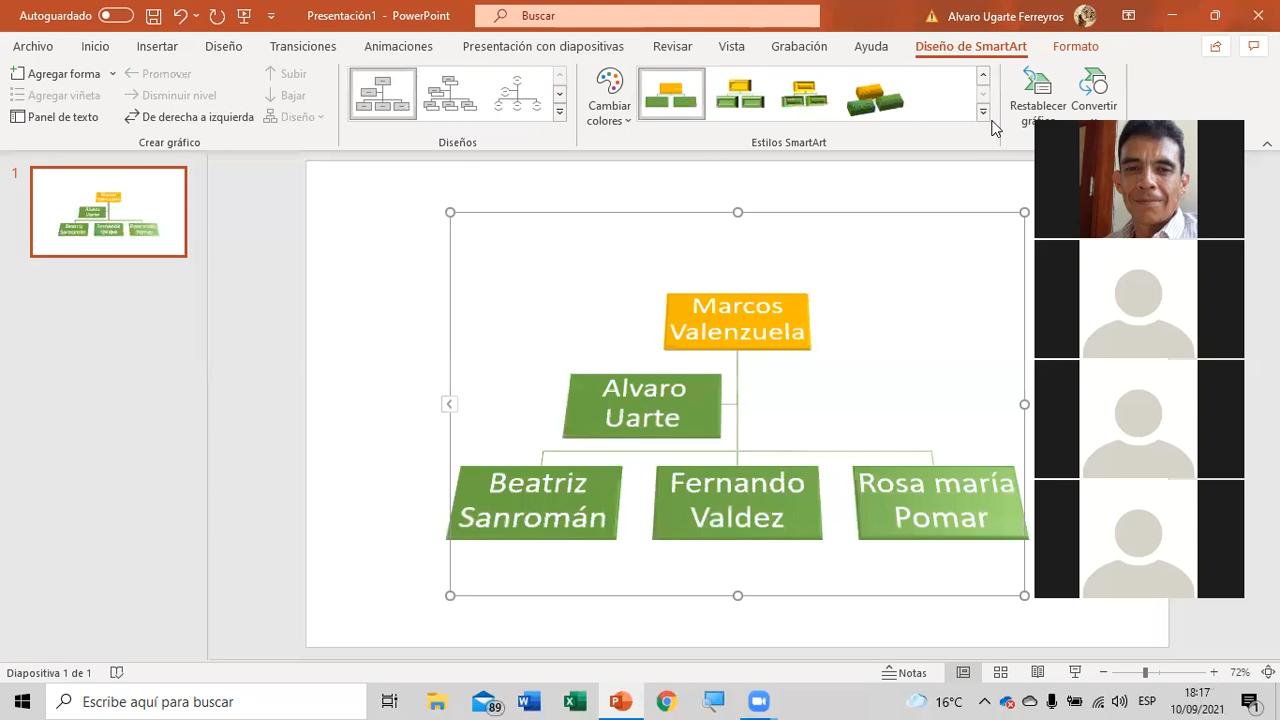 Autoguardado
Presentación1 - PowerPoint
Buscar
Alvaro Ugarte Ferreyros
Archivo Inicio Insertar Diseño Transiciones Animaciones Presentación con diapositivas Revisar Vista Grabación Ayuda Diseño de SmartArt Formato
Agregar forma Promover Subir
Agregar viñeta Disminuir nivel Bajar
Panel de texto De derecha a izquierda Diseño
Cambiar
colores
Restablecer
gráfico
Convertir
Crear gráfico Diseños Estilos SmartArt
1
Marcos
Valenzuela
Alvaro
Uarte
Beatriz
Sanromán
Fernando
Valdez
Rosa maría
Pomar
Diapositiva 1 de 1
Notas
72%
Escribe aquí para buscar
89
16°C
ESP
18:17
10/09/2021
1